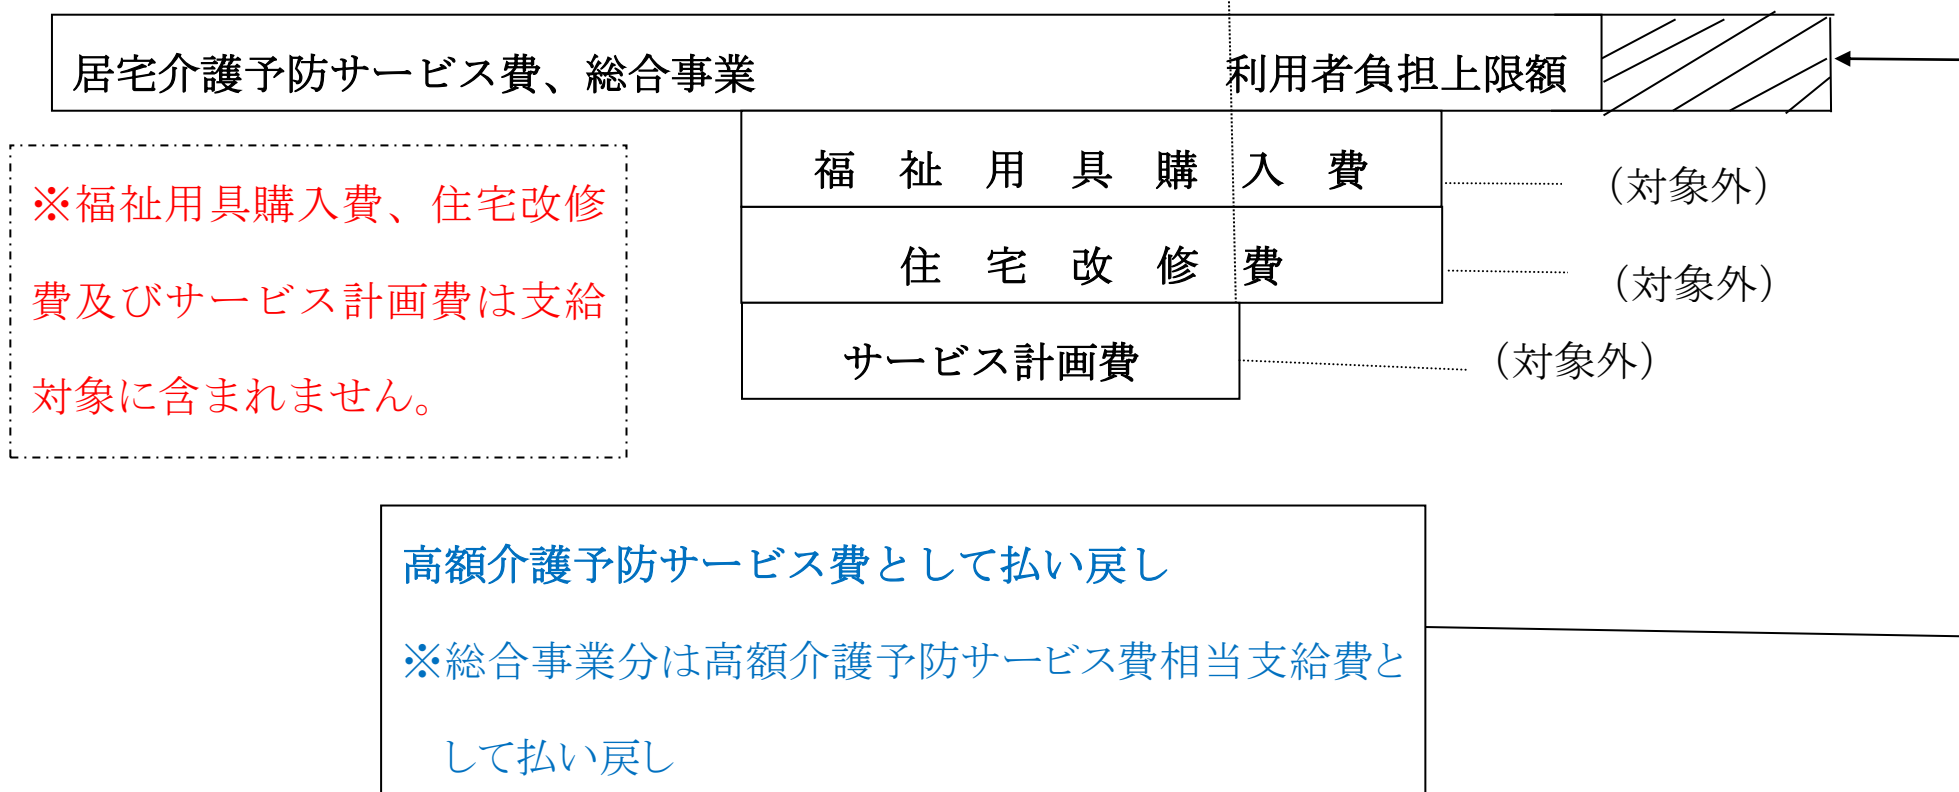 居宅介護予防サービス費、総合事業　利用者負担上限額
福　祉　用　具　購　入　費
（対象外）
住　宅　改　修　費
（対象外）
サービス計画費
（対象外）
※福祉用具購入費、住宅改修
費及びサービス計画費は支給
対象に含まれません。
高額介護予防サービス費として払い戻し
※総合事業分は高額介護予防サービス費相当支給費と
して払い戻し